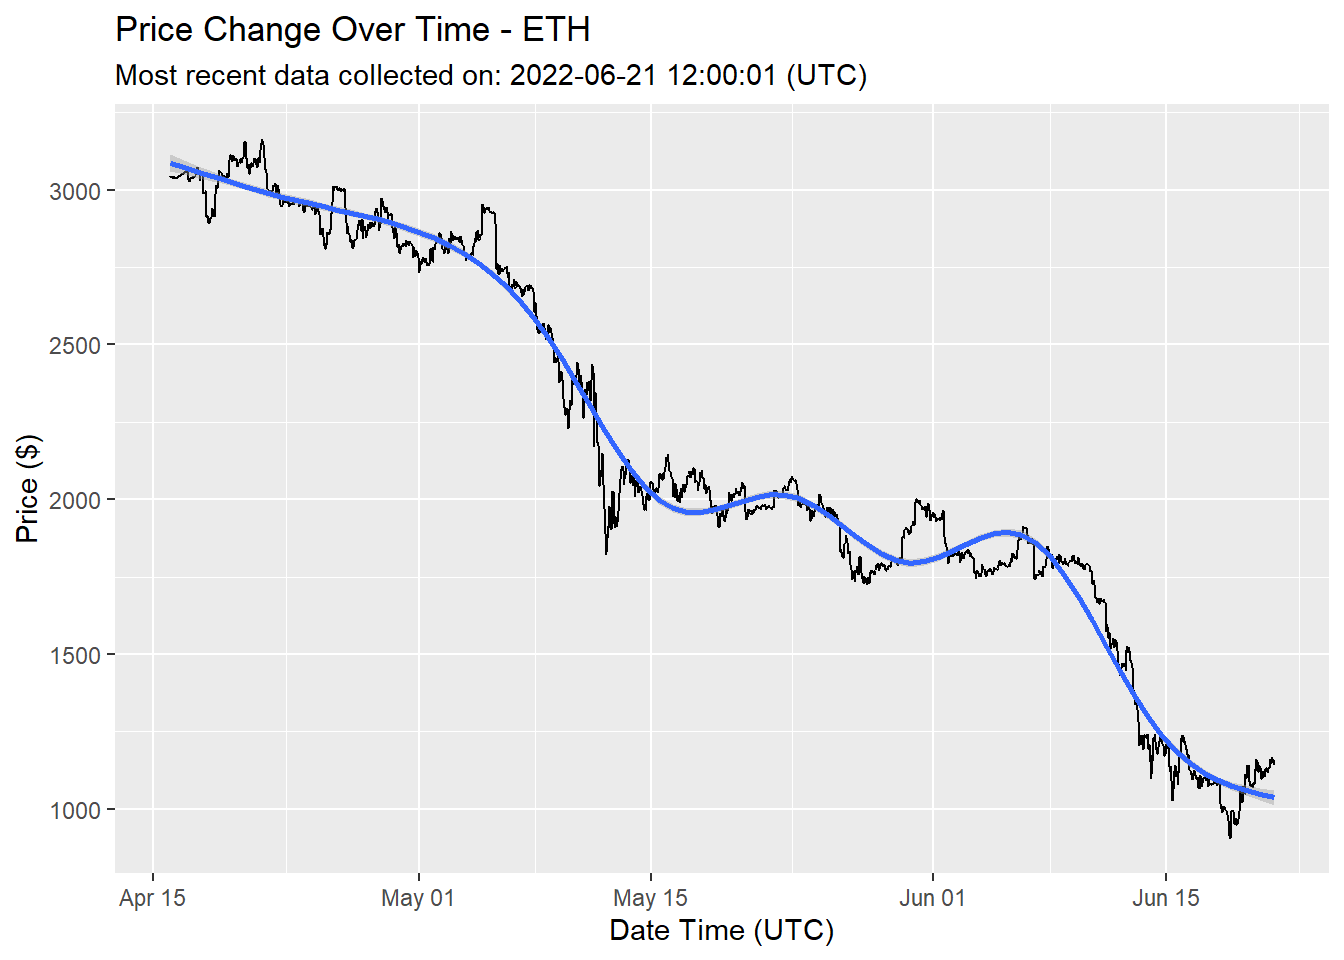 Price Change Over Time - ETH
Most recent data collected on: 2022-06-21 12:00:01 (UTC)
3000
2500
2000
1500
1000
Price ($)
Apr 15
May 01
May 15
Jun 01
Jun 15
Date Time (UTC)